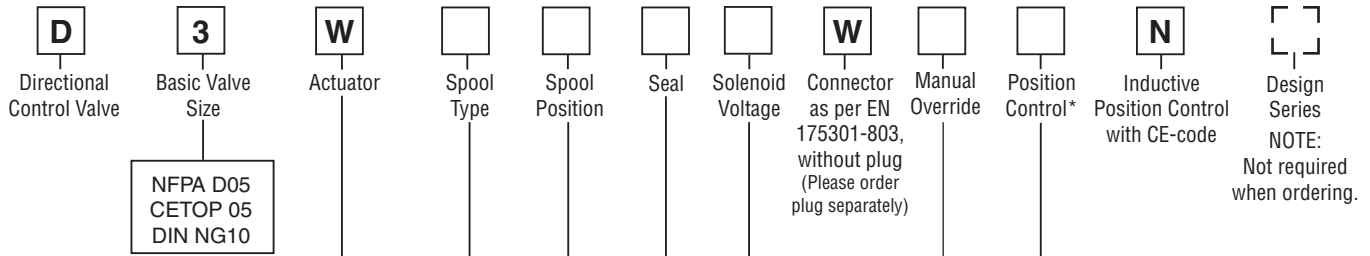 D 3 W W N
Directional
Control Valve
Basic Valve
Size
Actuator
Spool
Type
Spool
Position
Seal
Solenoid
Voltage
Connector
as per EN
175301-803,
without plug
(Please order
plug separately)
Manual
Override
Position
Control*
Inductive
Position Control
with CE-code
Design
Series
NOTE:
Not required
when ordering.
NFPA D05
CETOP 05
DIN NG10